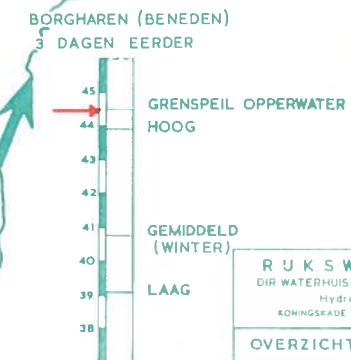 BORGHAREN (BENEDEN)
3 DAGEN EERDER
45
GRENSPEIL OPPERWATER
44
HOOG
43
42
41
GEMIDDELD
(WINTER)
40
39
LAAG
38
RIJKSW
DIR WATERHUIS
Hydro
KONINGSKADE
OVERZICHT